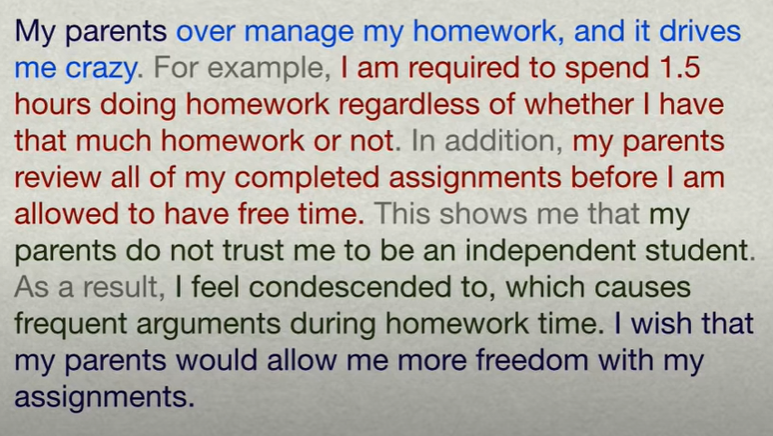 My parents over manage my homework, and it drives
me crazy. For example, I am required to spend 1.5
hours doing homework regardless of whether I have
that much homework or not. In addition, my parents
review all of my completed assignments before I am
allowed to have free time. This shows me that my
parents do not trust me to be an independent student.
As a result, I feel condescended to, which causes
frequent arguments during homework time. I wish that
my parents would allow me more freedom with my
assignments.